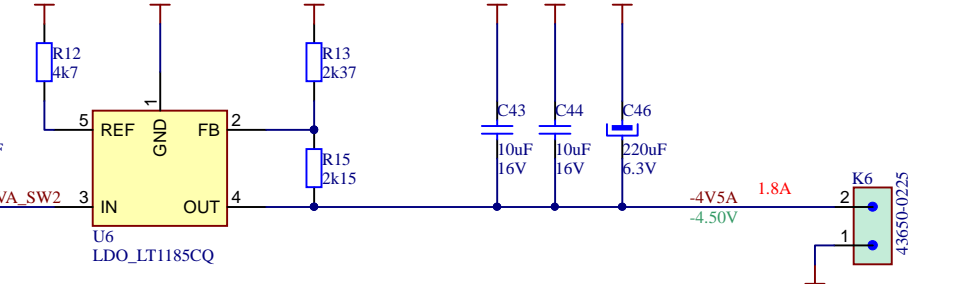 R12
4k7
R13
2k37
C43
C44
C46
1
5
REF
GND
FB
2
10uF
16V
10uF
16V
220uF
6.3V
R15
2k15
VA_SW2
3
IN
OUT
4
-4V5A
1.8A
-4.50V
K6
2
1
43650-0225
U6
LDO_LT1185CQ